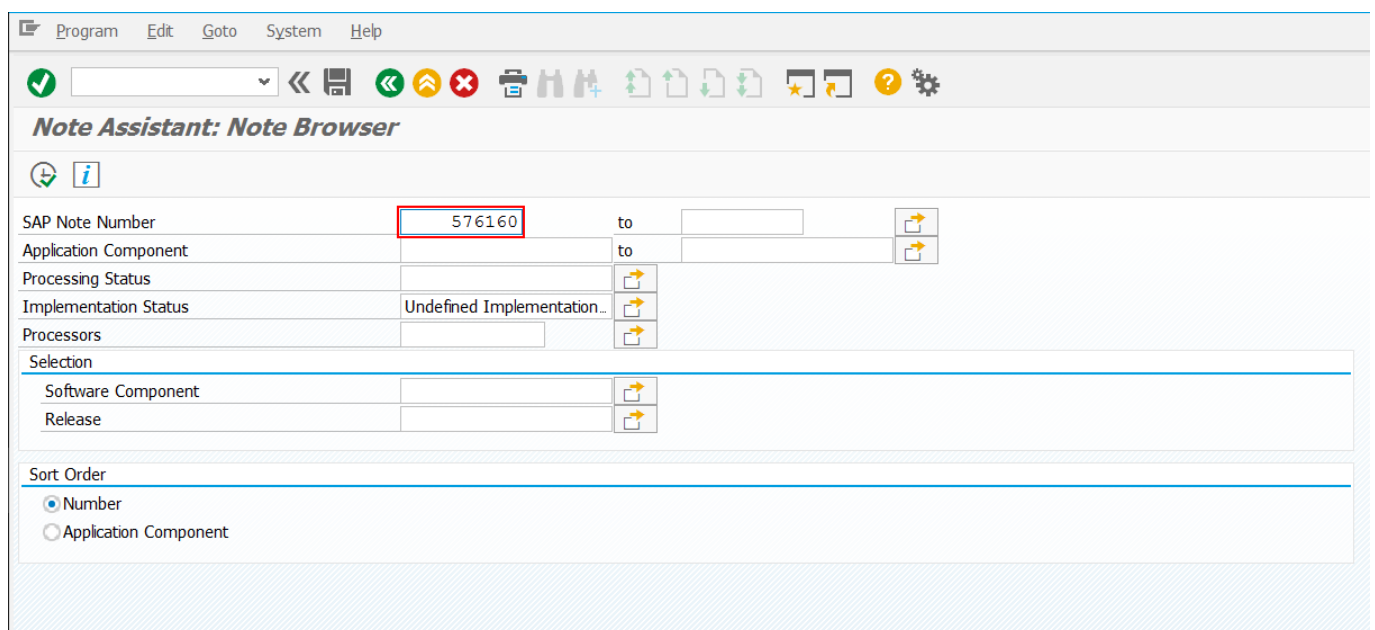 Program Edit Goto System Help
Note Assistant: Note Browser
SAP Note Number 576160 to
Application Component to
Processing Status
Implementation Status Undefined Implementation...
Processors
Selection
Software Component
Release
Sort Order
Number
Application Component